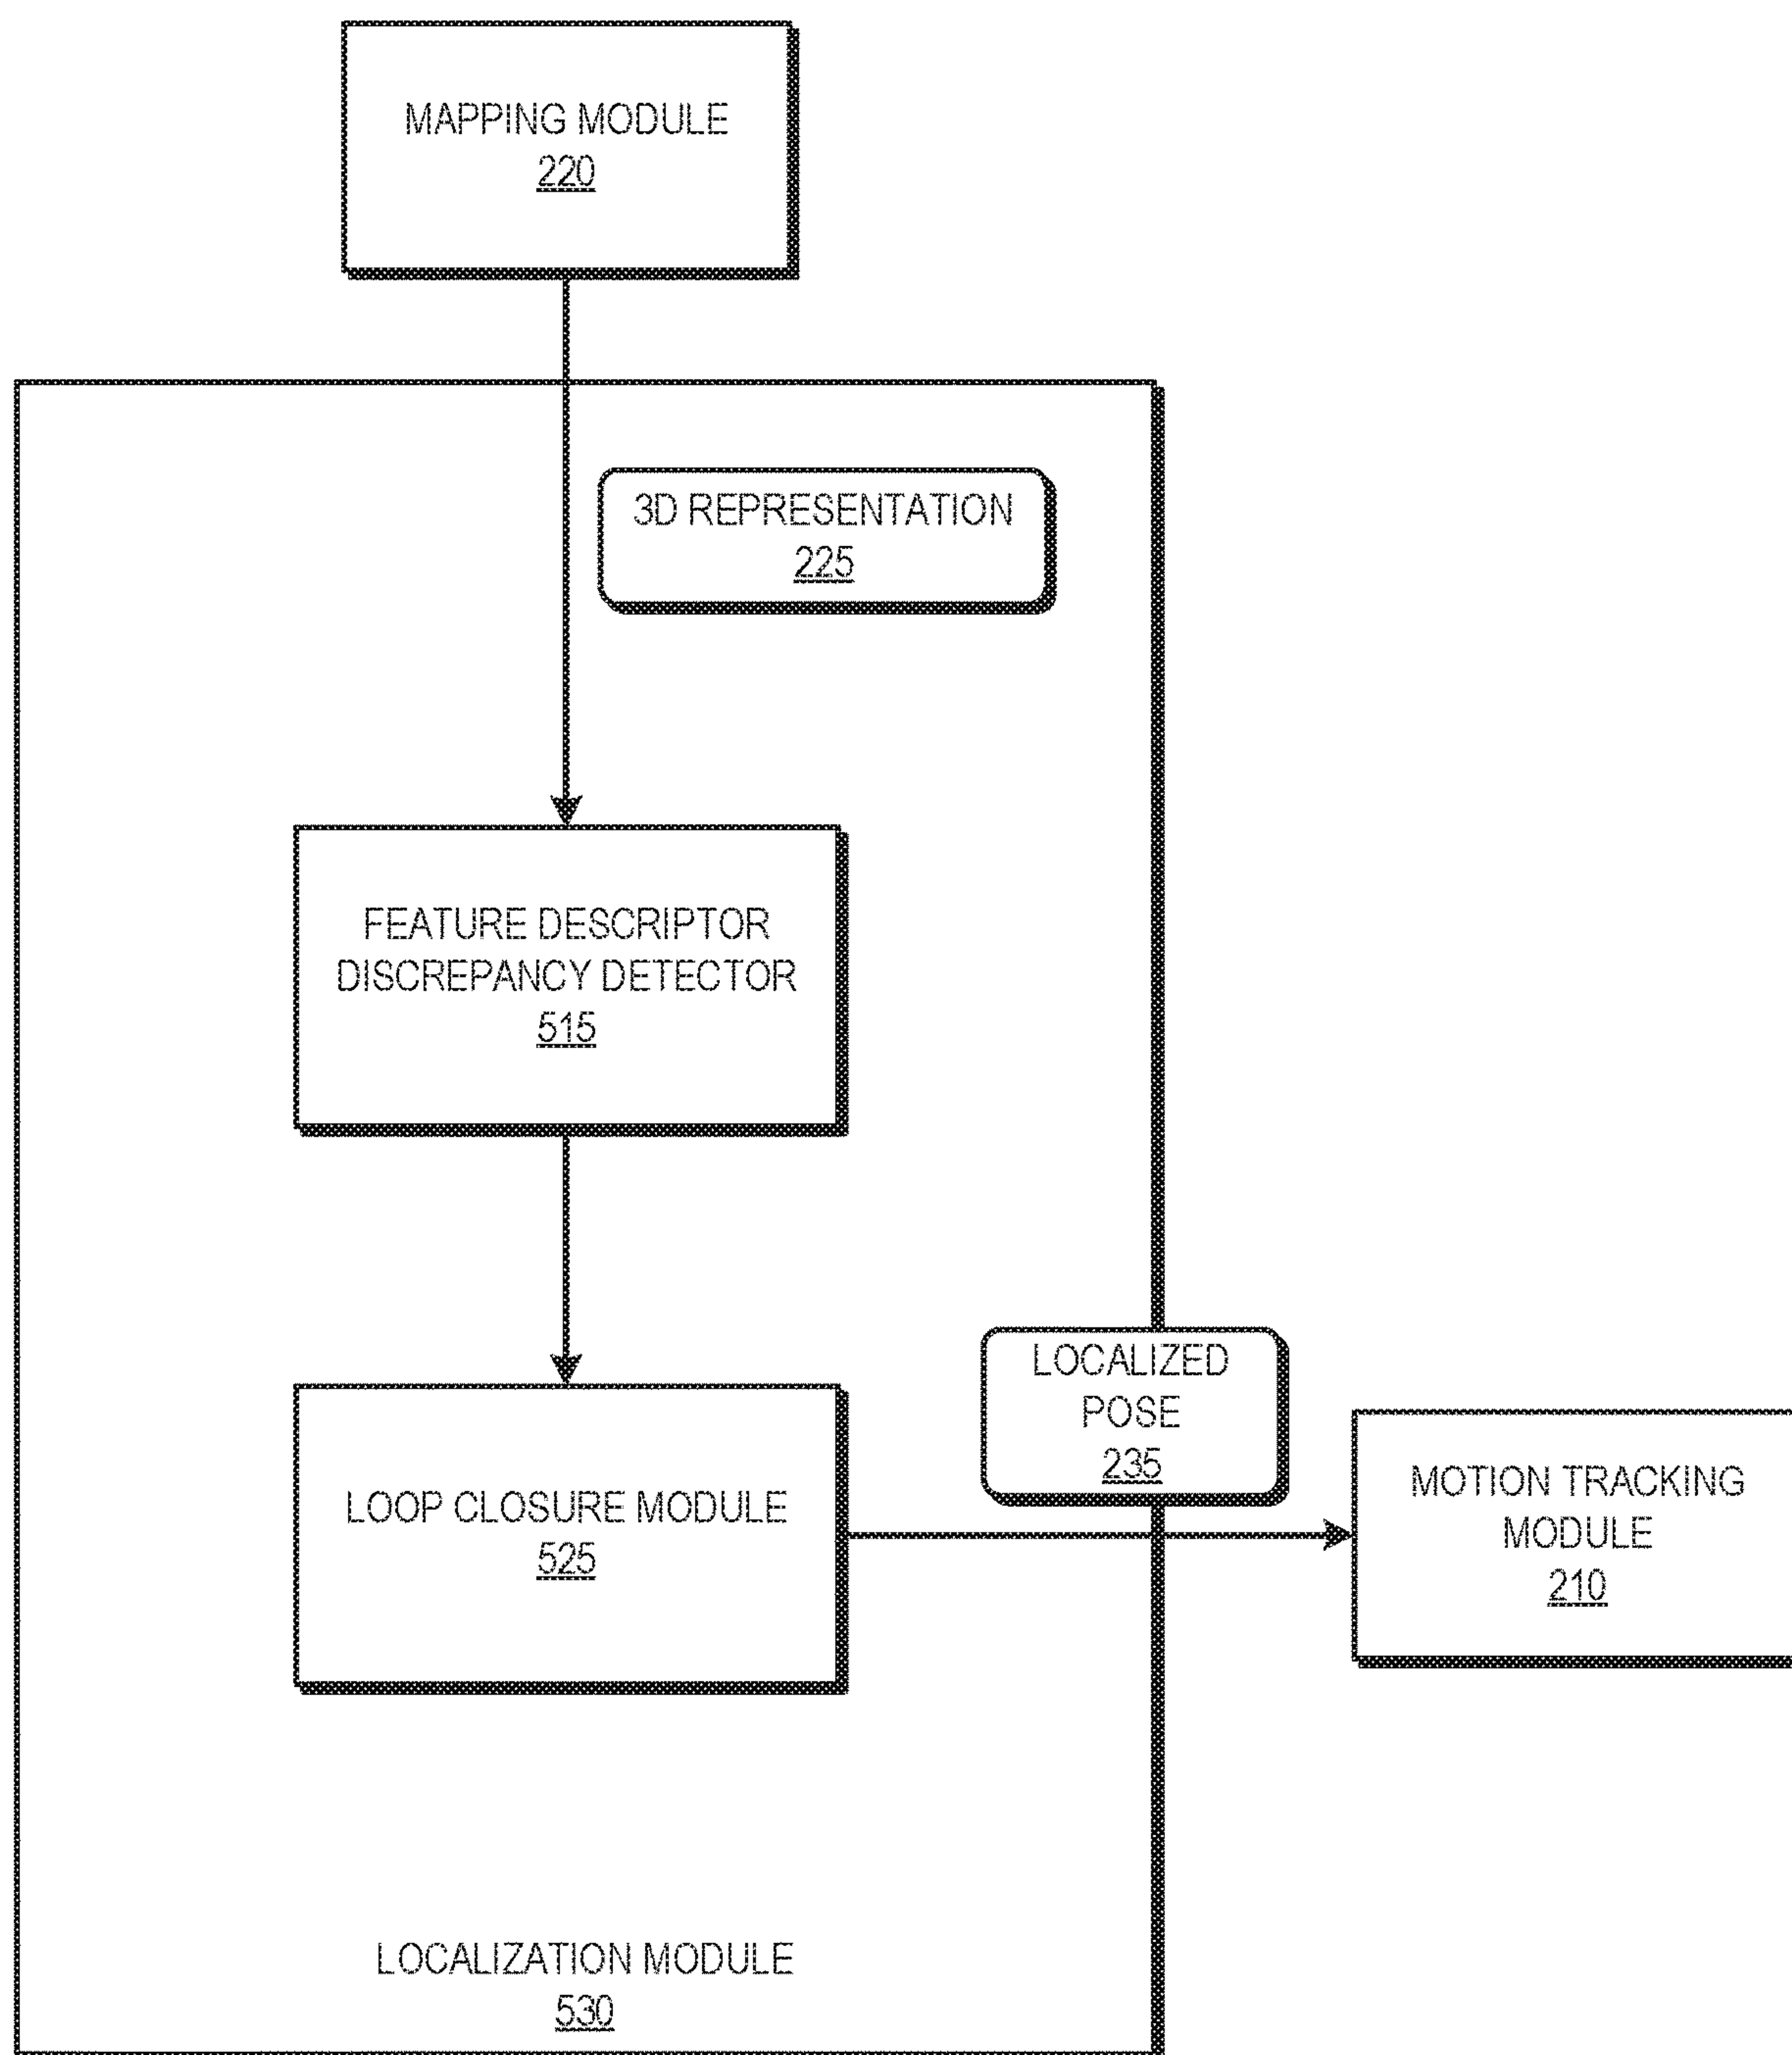 MAPPING MODULE
220
3D REPRESENTATION
225
FEATURE DESCRIPTOR
DISCREPANCY DETECTOR
515
LOCALIZED
POSE
235
LOOP CLOSURE MODULE
525
MOTION TRACKING
MODULE
210
LOCALIZATION MODULE
530